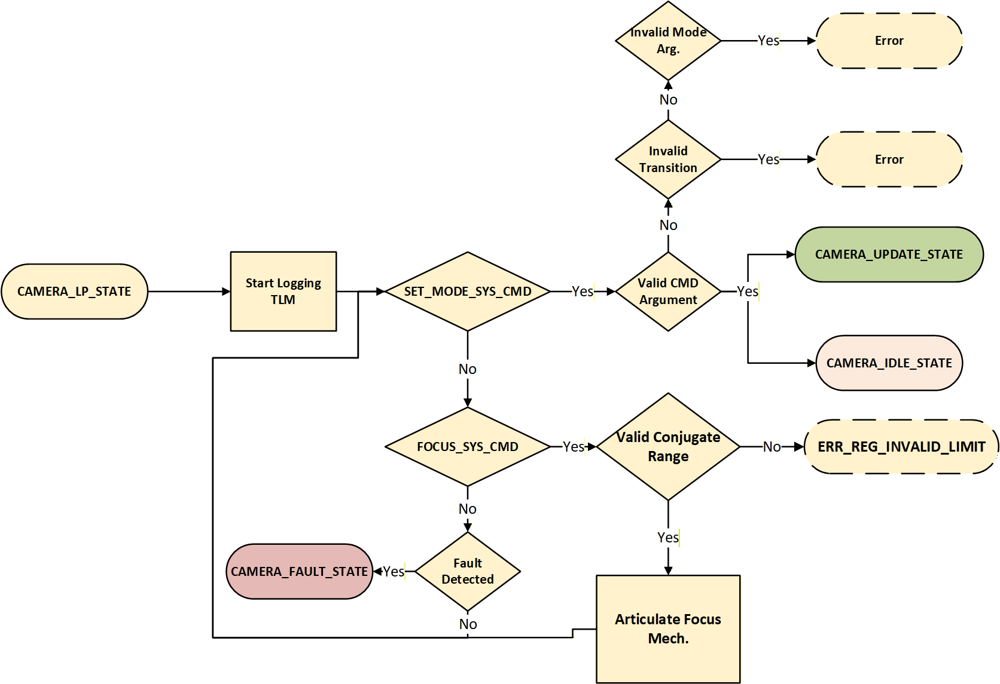 Invalid Mode
Arg.
Yes
Error
No
Invalid
Transition
Yes
Error
No
CAMERA_LP_STATE
Start Logging
TLM
SET_MODE_SYS_CMD
Yes
Valid CMD
Argument
Yes
CAMERA_UPDATE_STATE
CAMERA_IDLE_STATE
No
FOCUS_SYS_CMD
Yes
Valid Conjugate
Range
No
ERR_REG_INVALID_LIMIT
No
Yes
CAMERA_FAULT_STATE
Yes
Fault
Detected
No
Articulate Focus
Mech.